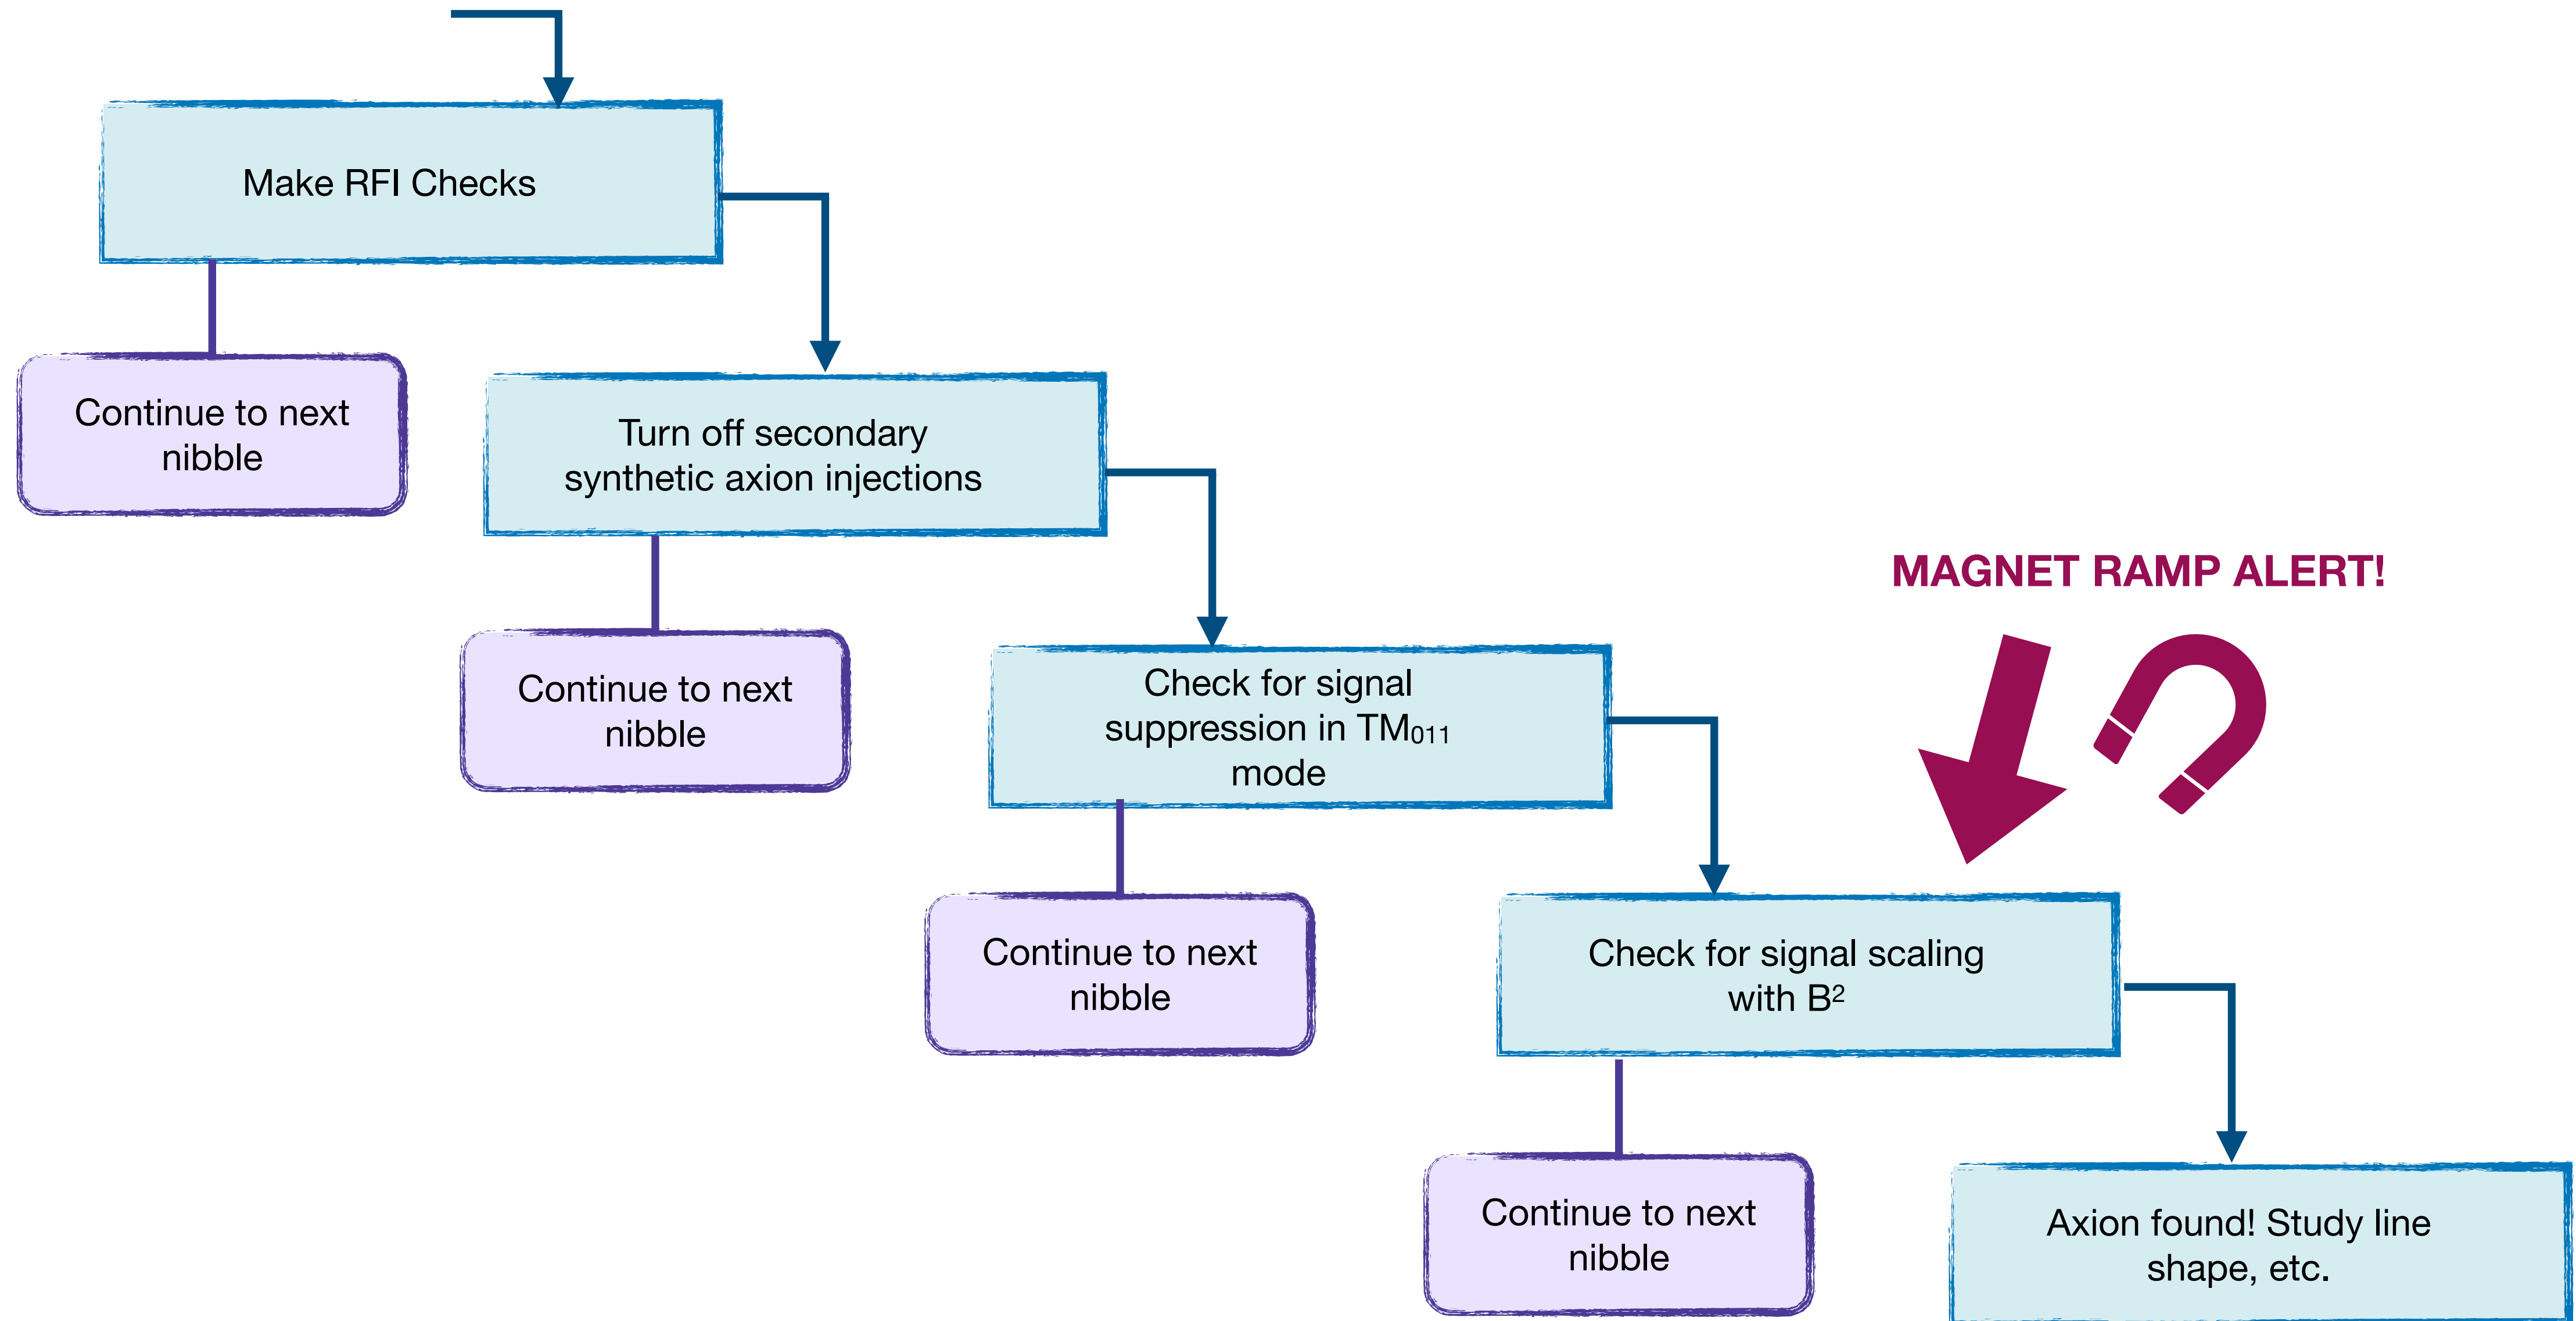 Make RFI Checks
Continue to next
nibble
Turn off secondary
synthetic axion injections
Continue to next
nibble
MAGNET RAMP ALERT!
Check for signal
suppression in TM₀₁₁
mode
Continue to next
nibble
Check for signal scaling
with B²
Continue to next
nibble
Axion found! Study line
shape, etc.